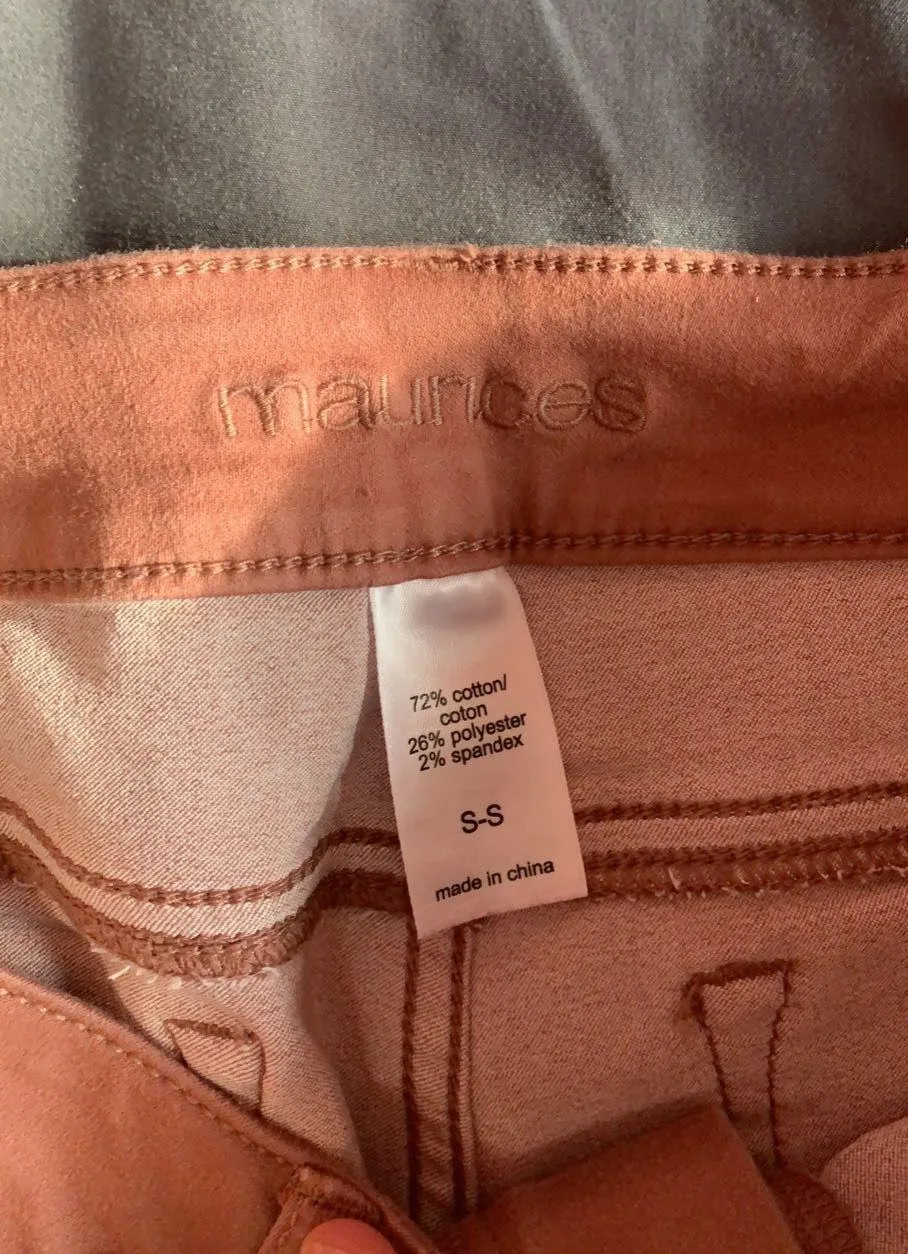 maurices
72% cotton/
coton
26% polyester
2% spandex
S-S
made in china